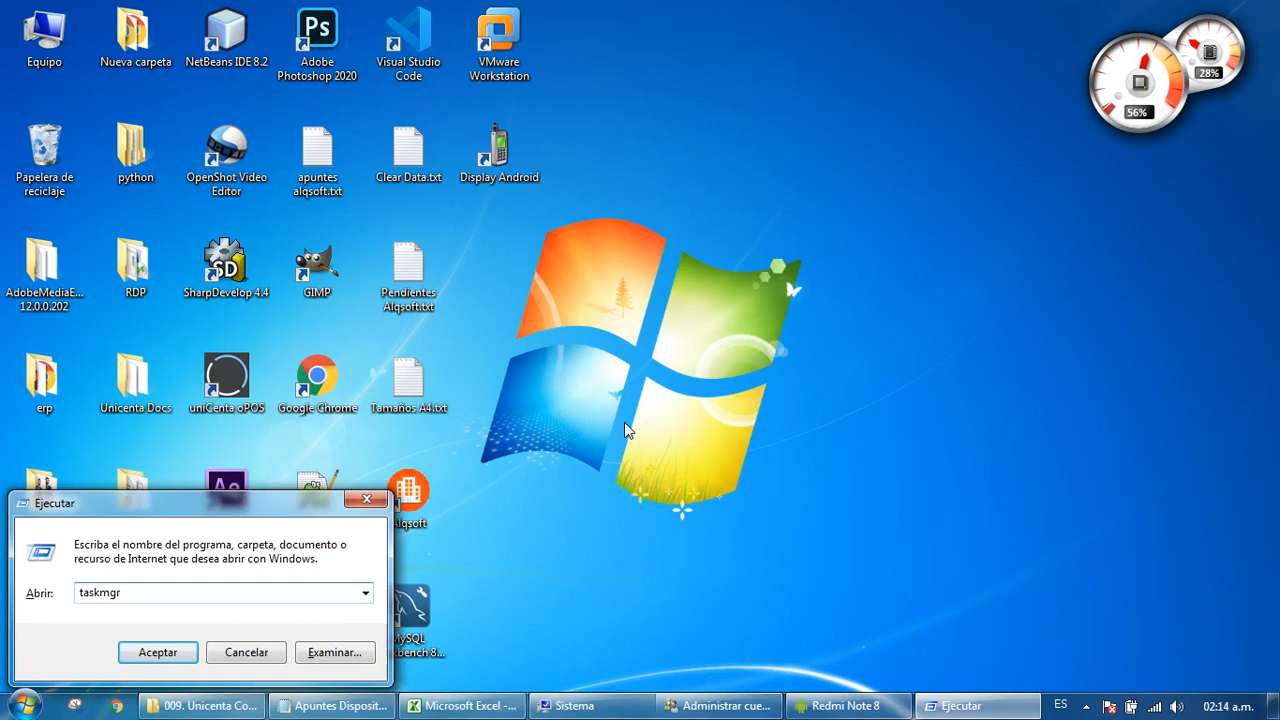 Equipo
Nueva carpeta
NetBeans IDE 8.2
Ps
Adobe
Photoshop 2020
Visual Studio
Code
VMware
Workstation
28%
56%
Papelera de
reciclaje
python
OpenShot Video
Editor
apuntes
alqsoft.txt
Clear Data.txt
Display Android
AdobeMediaE...
12.0.0.202
RDP
SD
SharpDevelop 4.4
GIMP
Pendientes
Alqsoft.txt
erp
Unicenta Docs
uniCenta oPOS
Google Chrome
Tamaños A4.txt
Ae
Alqsoft
Ejecutar
Escriba el nombre del programa, carpeta, documento o
recurso de Internet que desea abrir con Windows.
Abrir:
taskmgr
Aceptar
Cancelar
Examinar...
MySQL
009. Unicenta Co...
Apuntes Disposit...
Microsoft Excel -...
Sistema
Administrar cue...
Redmi Note 8
Ejecutar
ES
02:14 a.m.